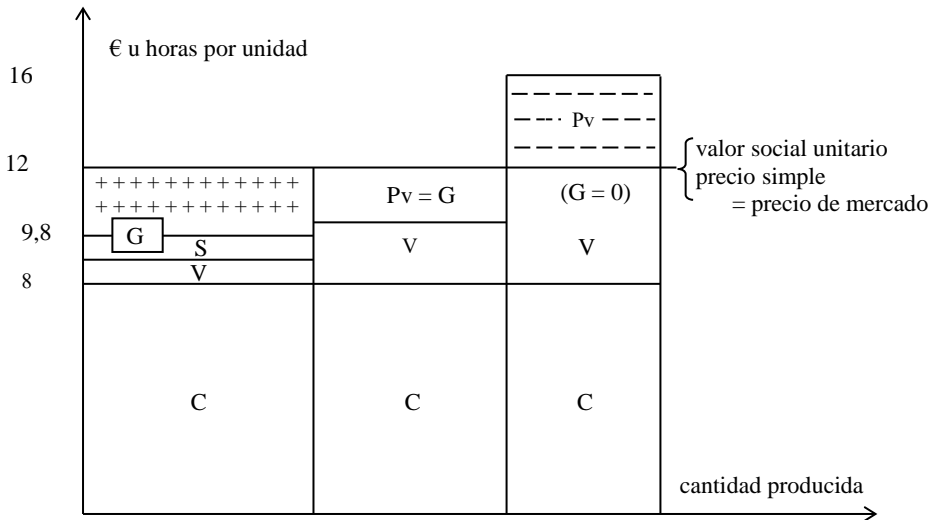 € u horas por unidad
16
Pv
12
valor social unitario
precio simple
= precio de mercado
+ + + + + + + + + + + +
+ + + + + + + + + + + +
Pv = G
(G = 0)
9,8
G
S
V
V
V
8
C
C
C
cantidad producida